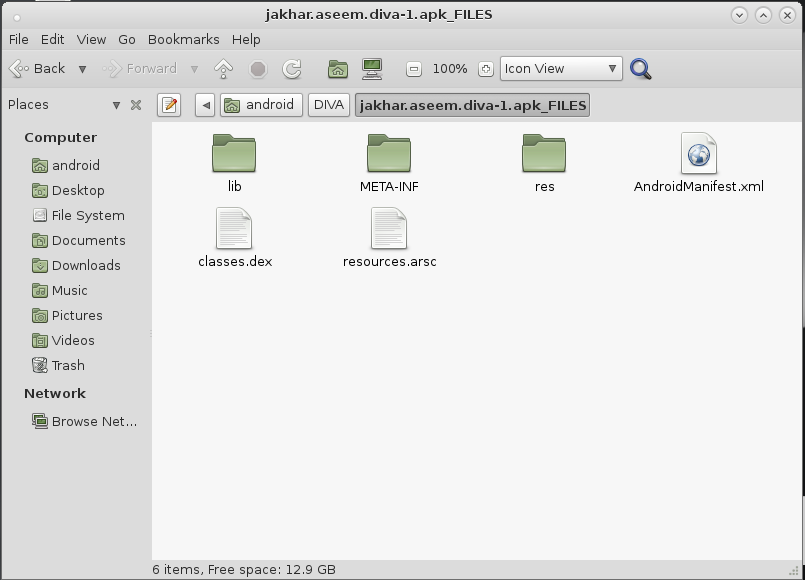 jakhar.aseem.diva-1.apk_FILES
File Edit View Go Bookmarks Help
Back Forward 100% Icon View
Places android DIVA jakhar.aseem.diva-1.apk_FILES
Computer
android
Desktop
File System
Documents
Downloads
Music
Pictures
Videos
Trash
Network
Browse Net...
lib META-INF res AndroidManifest.xml
classes.dex resources.arsc
6 items, Free space: 12.9 GB